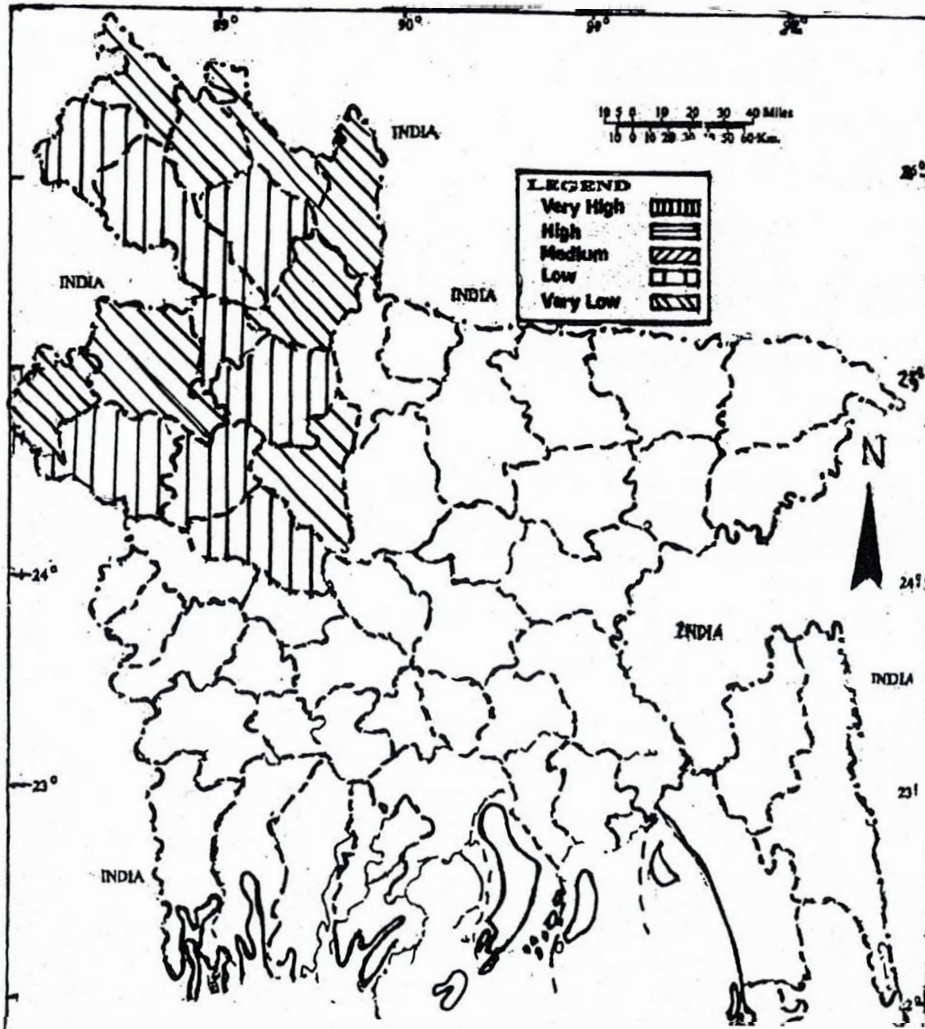 89° 90 91° 92°
INDIA
10 5 0 10 20 30 40 Miles
10 0 10 20 30 40 50 60 Km.
26°
LEGEND
Very High
High
Medium
Low
Very Low
INDIA
INDIA
25°
N
24° 24°
INDIA
INDIA
23° 23°
INDIA